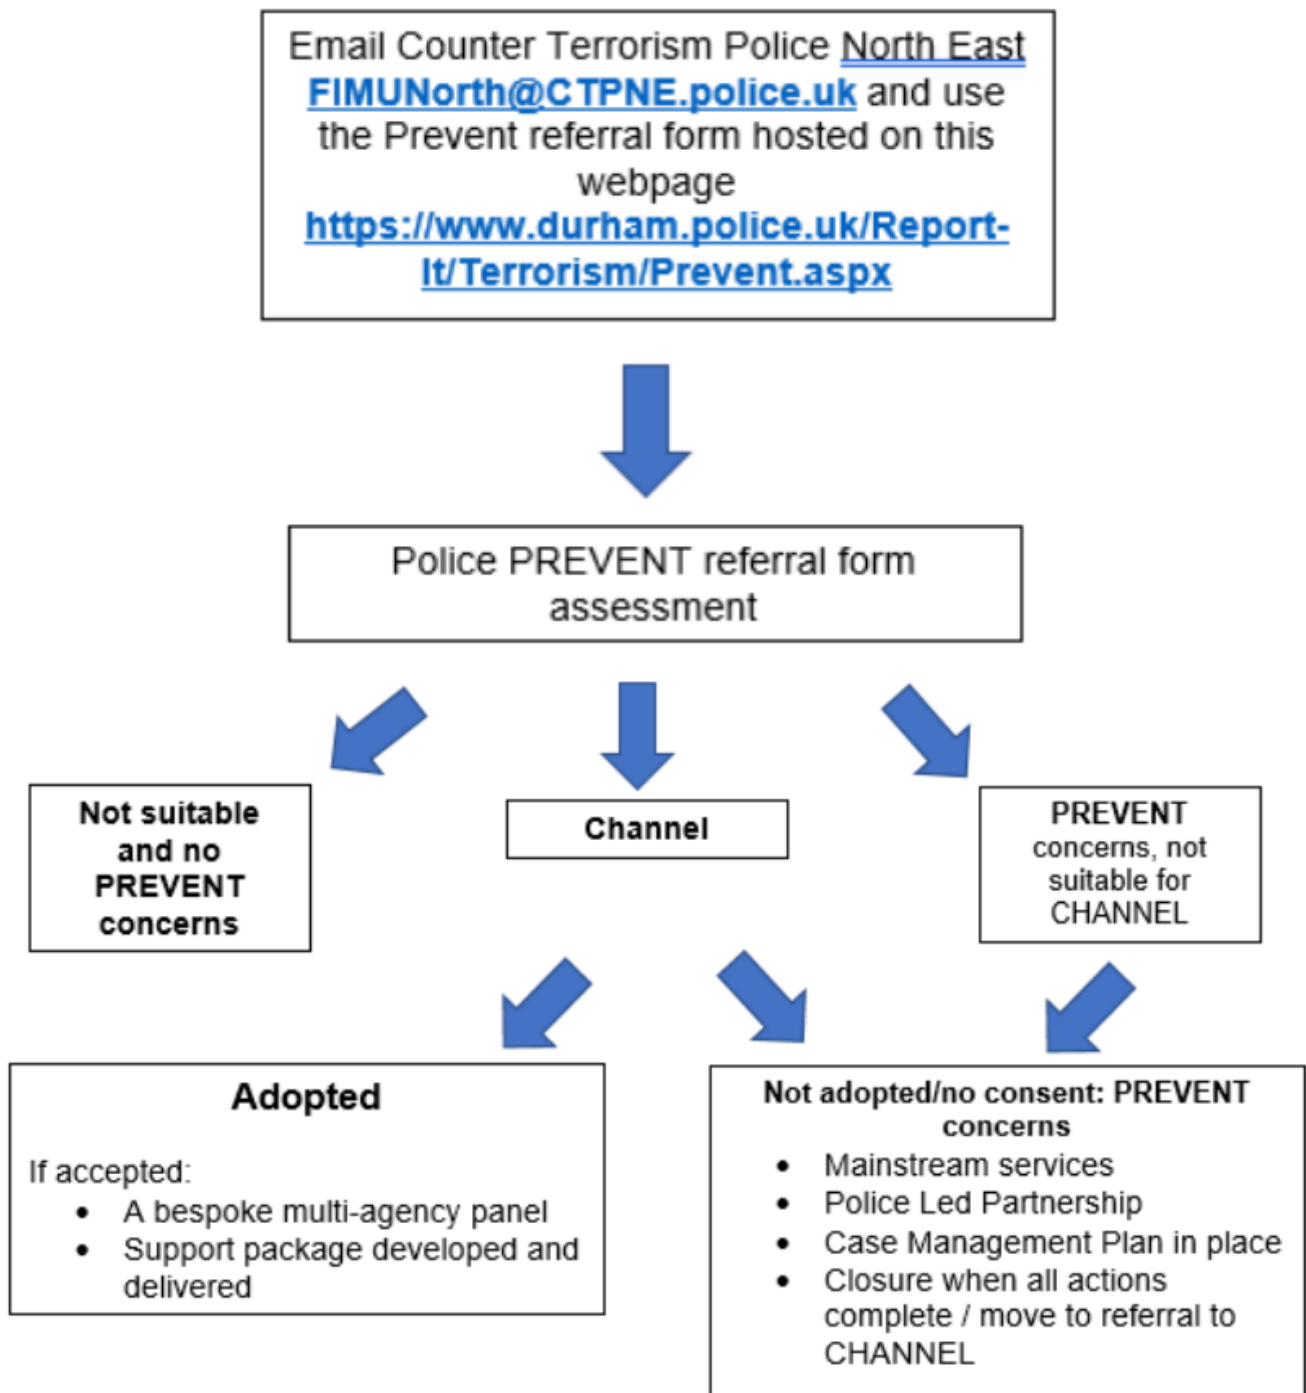 Email Counter Terrorism Police North East
FIMUNorth@CTPNE.police.uk and use
the Prevent referral form hosted on this
webpage
https://www.durham.police.uk/Report-
It/Terrorism/Prevent.aspx
Police PREVENT referral form
assessment
Not suitable
and no
PREVENT
concerns
Channel
PREVENT
concerns, not
suitable for
CHANNEL
Adopted
If accepted:
• A bespoke multi-agency panel
• Support package developed and
delivered
Not adopted/no consent: PREVENT
concerns
• Mainstream services
• Police Led Partnership
• Case Management Plan in place
• Closure when all actions
complete / move to referral to
CHANNEL